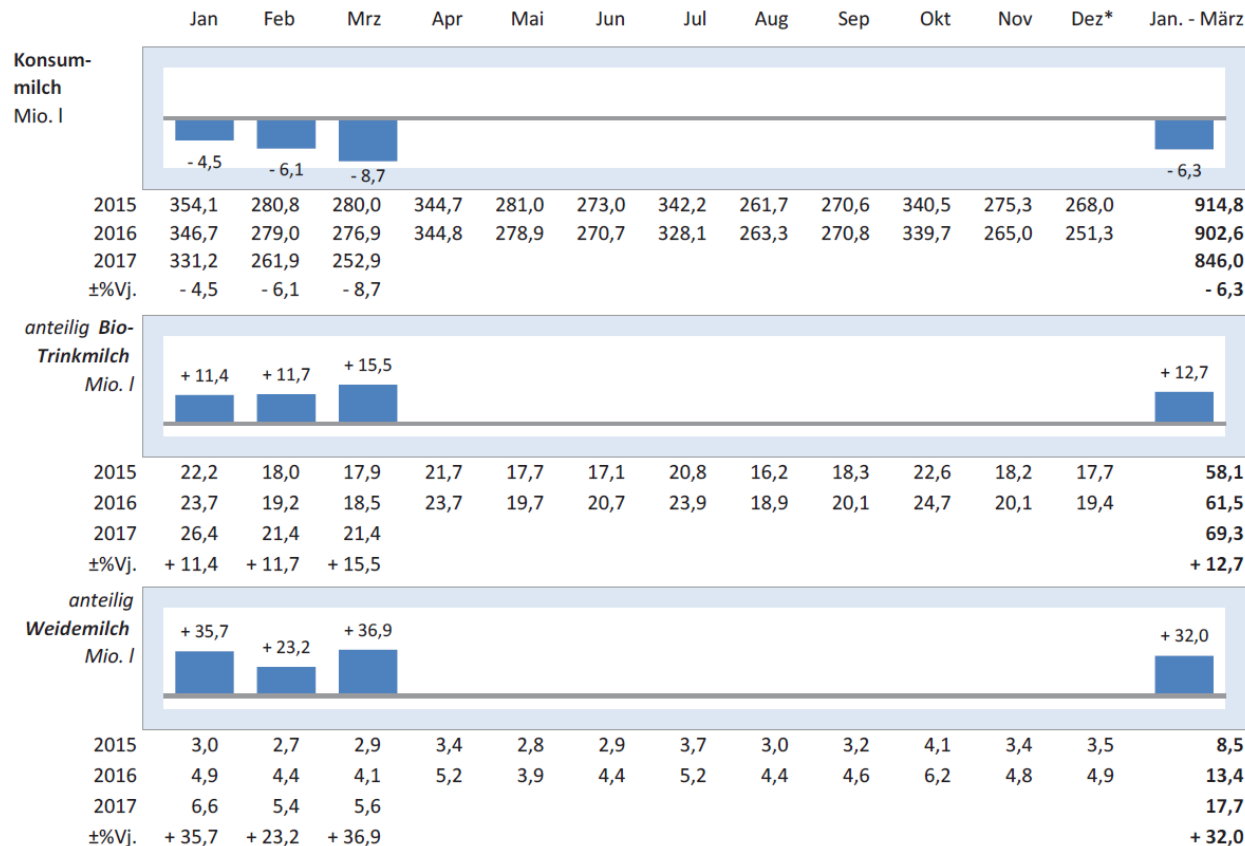 Jan Feb Mrz Apr Mai Jun Jul Aug Sep Okt Nov Dez* Jan. - März
Konsum-
milch
Mio. l
- 4,5 - 6,1 - 8,7 - 6,3
2015 354,1 280,8 280,0 344,7 281,0 273,0 342,2 261,7 270,6 340,5 275,3 268,0 914,8
2016 346,7 279,0 276,9 344,8 278,9 270,7 328,1 263,3 270,8 339,7 265,0 251,3 902,6
2017 331,2 261,9 252,9 846,0
±%Vj. - 4,5 - 6,1 - 8,7 - 6,3
anteilig Bio-
Trinkmilch
Mio. l
+ 11,4 + 11,7 + 15,5 + 12,7
2015 22,2 18,0 17,9 21,7 17,7 17,1 20,8 16,2 18,3 22,6 18,2 17,7 58,1
2016 23,7 19,2 18,5 23,7 19,7 20,7 23,9 18,9 20,1 24,7 20,1 19,4 61,5
2017 26,4 21,4 21,4 69,3
±%Vj. + 11,4 + 11,7 + 15,5 + 12,7
anteilig
Weidemilch
Mio. l
+ 35,7 + 23,2 + 36,9 + 32,0
2015 3,0 2,7 2,9 3,4 2,8 2,9 3,7 3,0 3,2 4,1 3,4 3,5 8,5
2016 4,9 4,4 4,1 5,2 3,9 4,4 5,2 4,4 4,6 6,2 4,8 4,9 13,4
2017 6,6 5,4 5,6 17,7
±%Vj. + 35,7 + 23,2 + 36,9 + 32,0